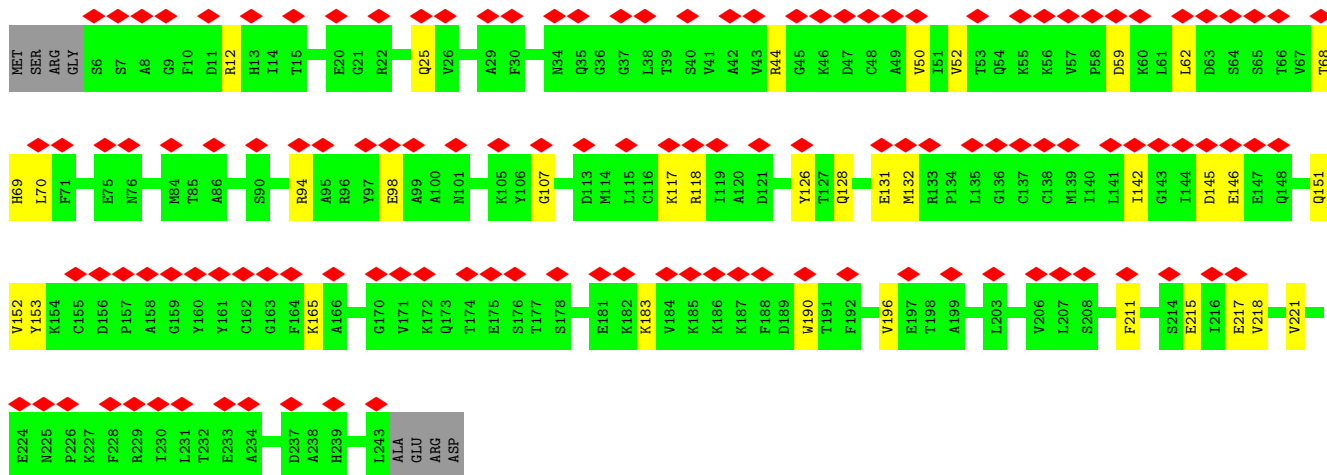 MET SER ARG GLY S6 S7 A8 G9 F10 D11 R12 H13 I14 T15 E20 G21 R22 Q25 V26 A29 F30 N34 Q35 G36 G37 L38 T39 S40 V41 A42 V43 R44 G45 K46 D47 C48 A49 V50 I51 V52 T53 Q54 K55 K56 V57 P58 D59 K60 L61 L62 D63 S64 S65 T66 V67 T68
H69 L70 F71 E75 N76 M84 T85 A86 S90 R94 A95 R96 Y97 E98 A99 A100 N101 K105 Y106 G107 D113 M114 L115 C116 K117 R118 I119 A120 D121 Y126 T127 Q128 E131 M132 R133 P134 L135 G136 C137 C138 M139 I140 L141 I142 G143 I144 D145 E146 E147 Q148 Q151
V152 Y153 K154 C155 D156 P157 A158 G159 Y160 Y161 C162 G163 F164 K165 A166 G170 V171 K172 Q173 T174 E175 S176 T177 S178 E181 K182 K183 V184 K185 K186 K187 F188 D189 W190 T191 F192 V196 E197 T198 A199 L203 V206 L207 S208 F211 S214 E215 I216 E217 V218 V221
E224 N225 P226 K227 F228 R229 I230 L231 T232 E233 A234 D237 A238 H239 L243 ALA GLU ARG ASP